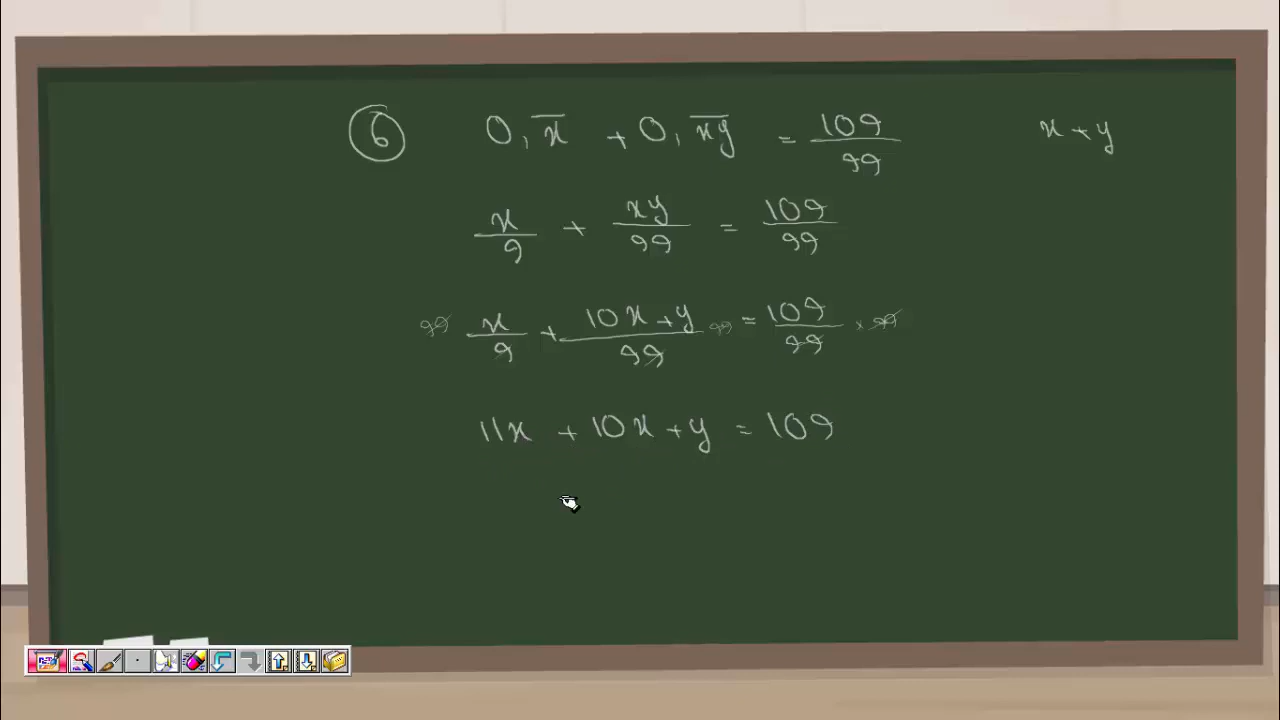 6 0,x̅ + 0,x̅y̅ = 109/99 x + y
x/9 + xy/99 = 109/99
99 x/9 + 10x + y/99 99 = 109/99 × 99
11x + 10x + y = 109